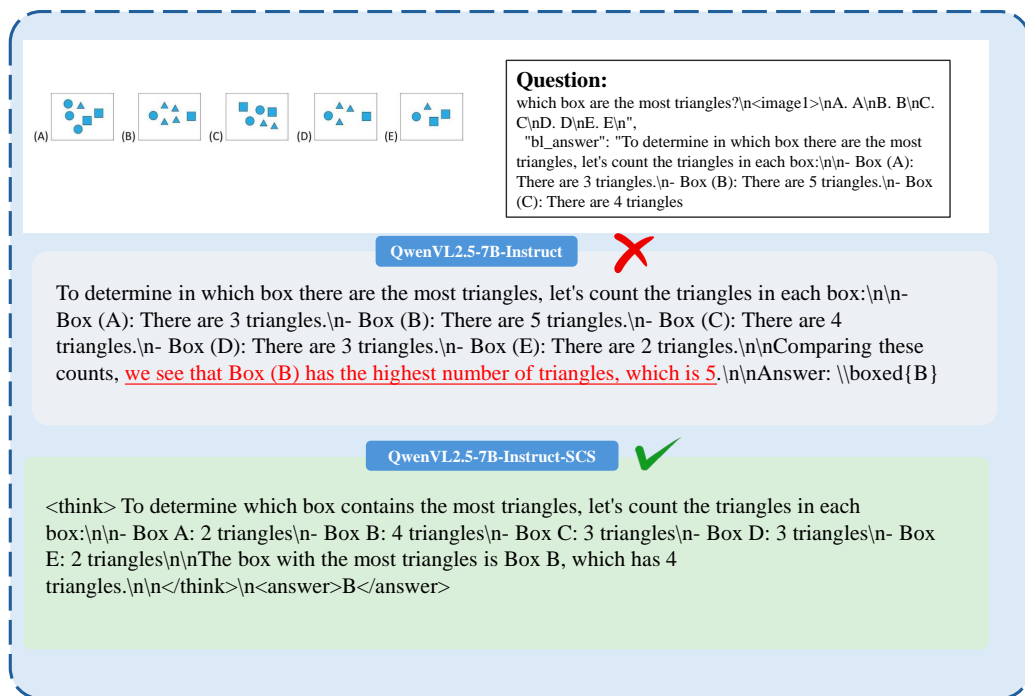 (A)
(B)
(C)
(D)
(E)
Question:
which box are the most triangles?\n<image1>\nA. A\nB. B\nC.
C\nD. D\nE. E\n",
"bl_answer": "To determine in which box there are the most
triangles, let's count the triangles in each box:\n\n- Box (A):
There are 3 triangles.\n- Box (B): There are 5 triangles.\n- Box
(C): There are 4 triangles
QwenVL2.5-7B-Instruct
To determine in which box there are the most triangles, let's count the triangles in each box:\n\n-
Box (A): There are 3 triangles.\n- Box (B): There are 5 triangles.\n- Box (C): There are 4
triangles.\n- Box (D): There are 3 triangles.\n- Box (E): There are 2 triangles.\n\nComparing these
counts, we see that Box (B) has the highest number of triangles, which is 5.\n\nAnswer: \\boxed{B}
QwenVL2.5-7B-Instruct-SCS
<think> To determine which box contains the most triangles, let's count the triangles in each
box:\n\n- Box A: 2 triangles\n- Box B: 4 triangles\n- Box C: 3 triangles\n- Box D: 3 triangles\n- Box
E: 2 triangles\n\nThe box with the most triangles is Box B, which has 4
triangles.\n\n</think>\n<answer>B</answer>